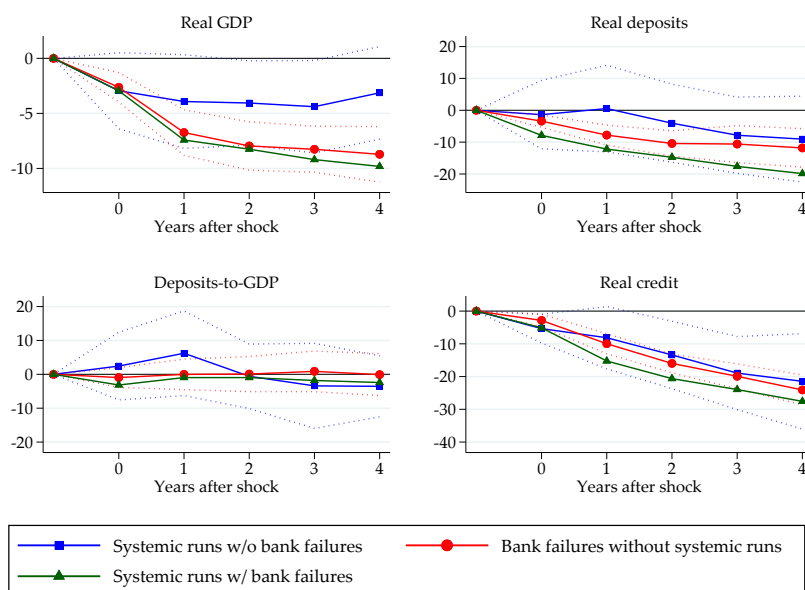 Real GDP
0
-5
-10
0 1 2 3 4
Years after shock
Real deposits
20
10
0
-10
-20
0 1 2 3 4
Years after shock
Deposits-to-GDP
20
10
0
-10
-20
0 1 2 3 4
Years after shock
Real credit
0
-10
-20
-30
-40
0 1 2 3 4
Years after shock
Systemic runs w/o bank failures
Bank failures without systemic runs
Systemic runs w/ bank failures